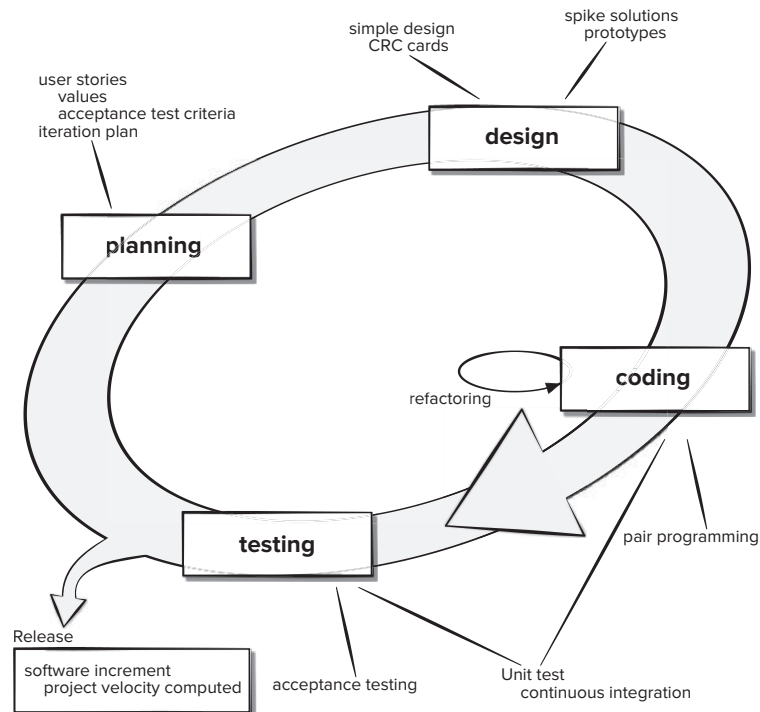 spike solutions
prototypes
simple design
CRC cards
user stories
values
acceptance test criteria
iteration plan
design
planning
coding
refactoring
testing
pair programming
Release
software increment
project velocity computed
acceptance testing
Unit test
continuous integration